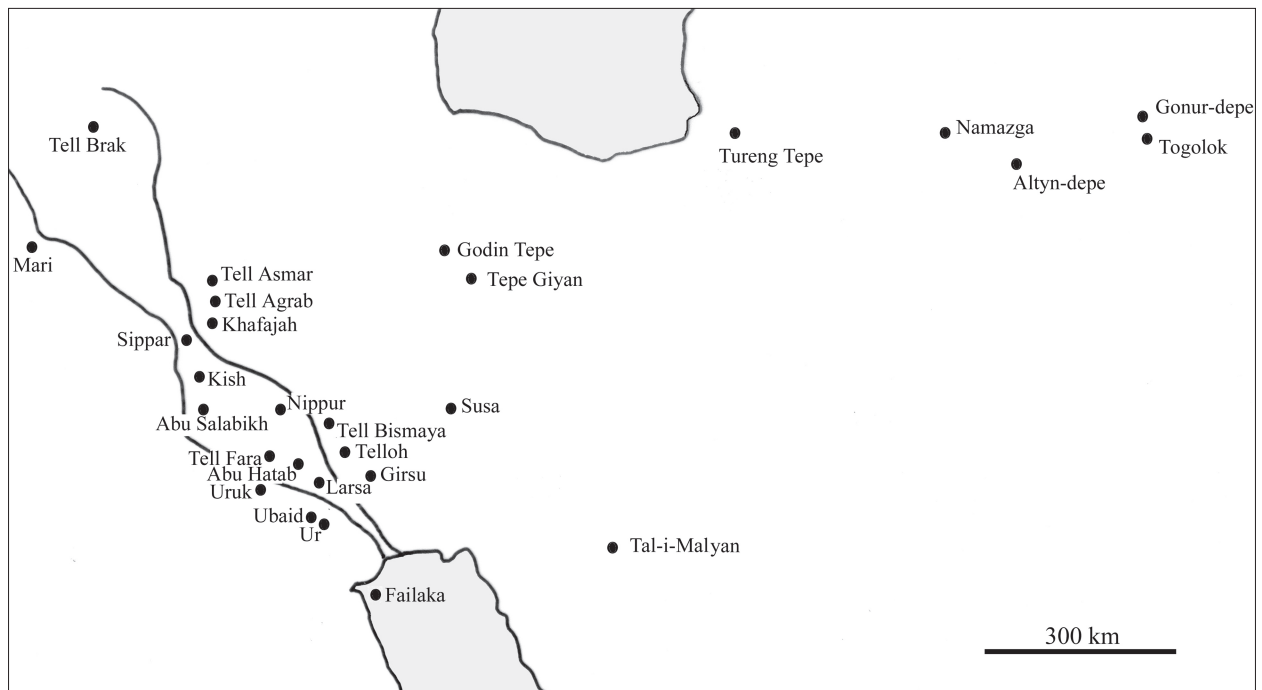 Gonur-depe
Namazga
Tell Brak
Togolok
Tureng Tepe
Altyn-depe
Godin Tepe
Mari
Tell Asmar
Tepe Giyan
Tell Agrab
Khafajah
Sippar
Kish
Nippur
Susa
Abu Salabikh
Tell Bismaya
Telloh
Tell Fara
Abu Hatab
Girsu
Larsa
Uruk
Ubaid
Ur
Tal-i-Malyan
Failaka
300 km